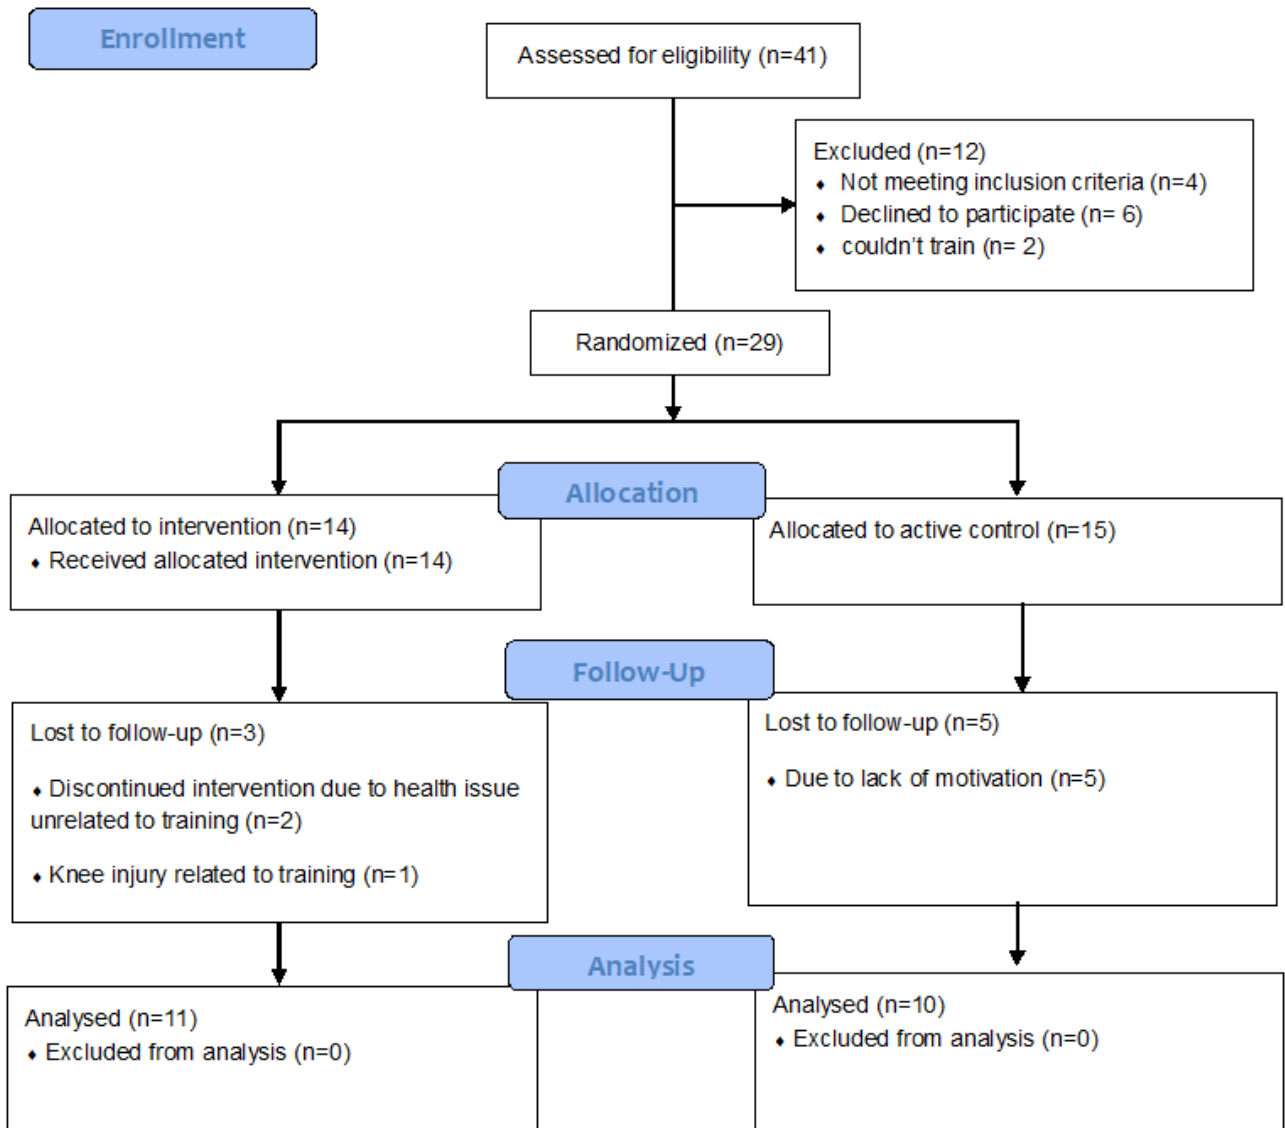 Enrollment
Assessed for eligibility (n=41)
Excluded (n=12)
⬧ Not meeting inclusion criteria (n=4)
⬧ Declined to participate (n= 6)
⬧ couldn't train (n= 2)
Randomized (n=29)
Allocation
Allocated to intervention (n=14)
⬧ Received allocated intervention (n=14)
Allocated to active control (n=15)
Follow-Up
Lost to follow-up (n=3)
⬧ Discontinued intervention due to health issue
unrelated to training (n=2)
⬧ Knee injury related to training (n=1)
Lost to follow-up (n=5)
⬧ Due to lack of motivation (n=5)
Analysis
Analysed (n=11)
⬧ Excluded from analysis (n=0)
Analysed (n=10)
⬧ Excluded from analysis (n=0)